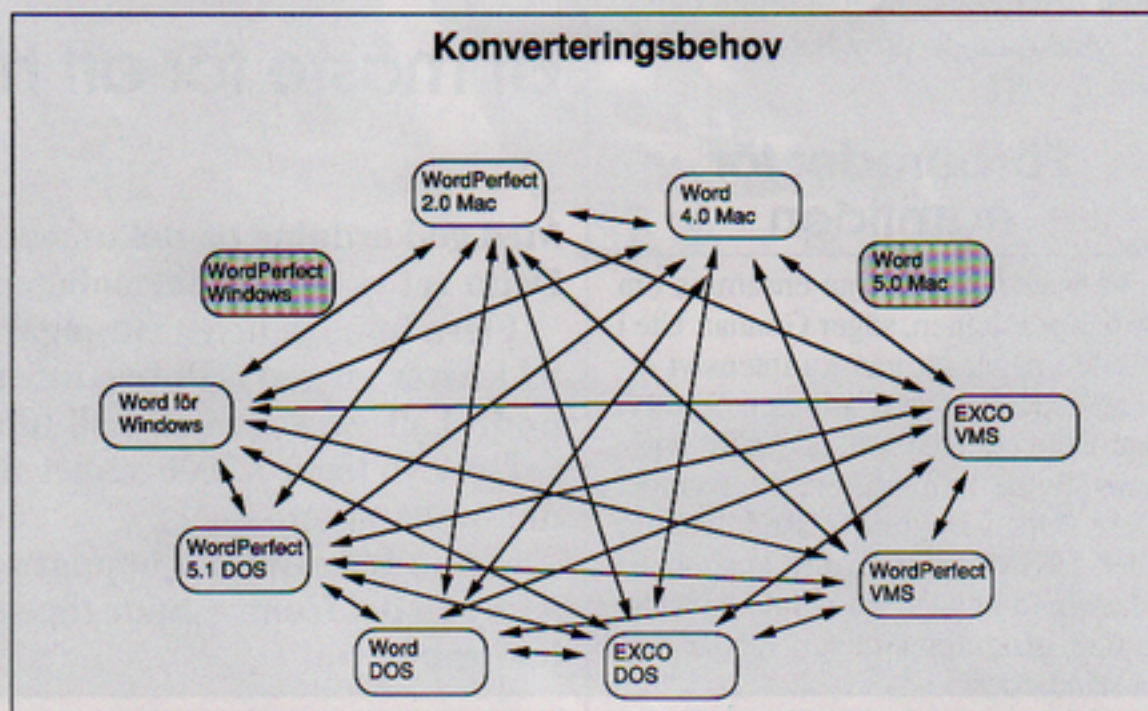 Konverteringsbehov
WordPerfect
2.0 Mac
Word
4.0 Mac
WordPerfect
Windows
Word
5.0 Mac
Word för
Windows
EXCO
VMS
WordPerfect
5.1 DOS
WordPerfect
VMS
Word
DOS
EXCO
DOS